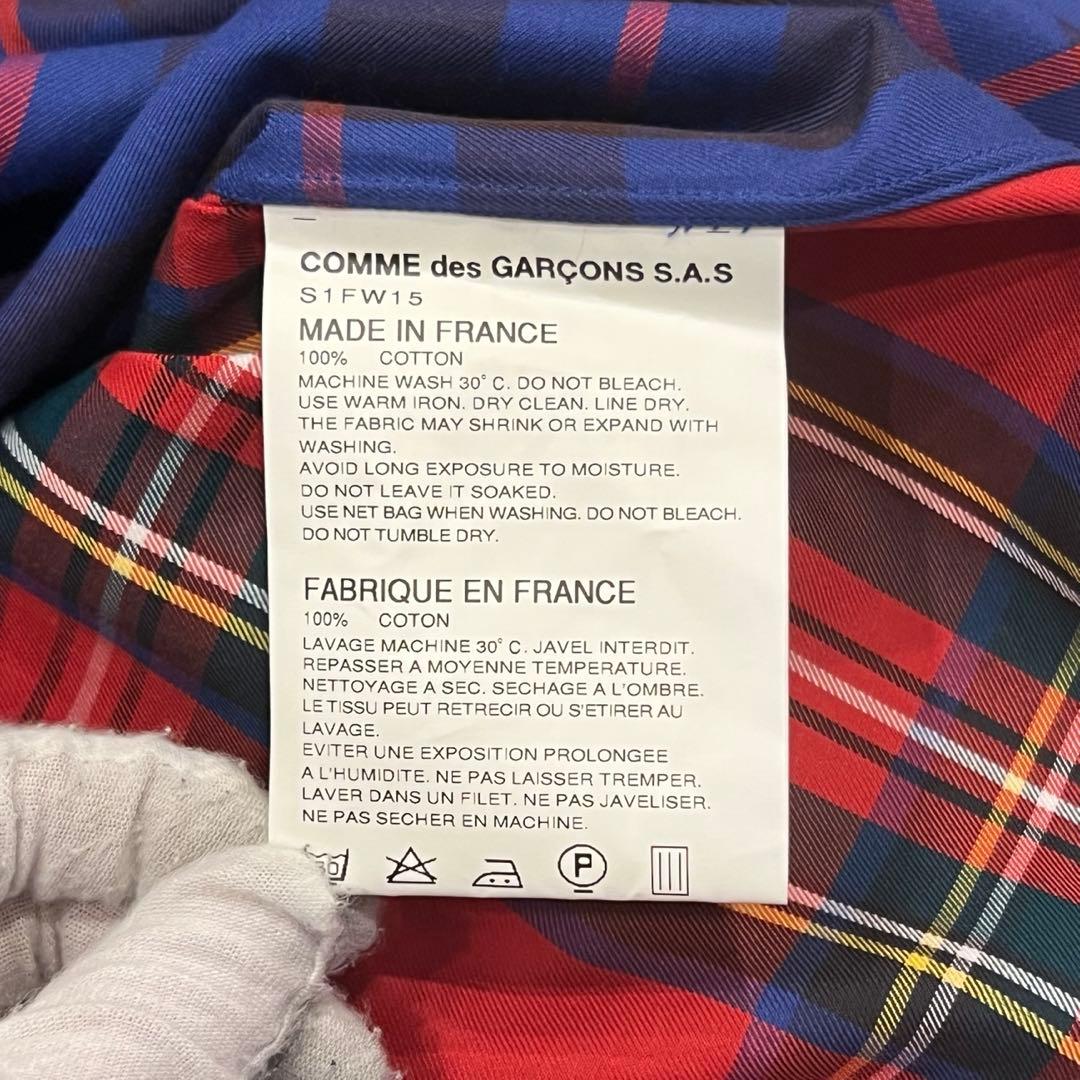 COMME des GARÇONS S.A.S
S1FW15
MADE IN FRANCE
100% COTTON
MACHINE WASH 30° C. DO NOT BLEACH.
USE WARM IRON. DRY CLEAN. LINE DRY.
THE FABRIC MAY SHRINK OR EXPAND WITH
WASHING.
AVOID LONG EXPOSURE TO MOISTURE.
DO NOT LEAVE IT SOAKED.
USE NET BAG WHEN WASHING. DO NOT BLEACH.
DO NOT TUMBLE DRY.
FABRIQUE EN FRANCE
100% COTON
LAVAGE MACHINE 30° C. JAVEL INTERDIT.
REPASSER A MOYENNE TEMPERATURE.
NETTOYAGE A SEC. SECHAGE A L'OMBRE.
LE TISSU PEUT RETRECIR OU S'ETIRER AU
LAVAGE.
EVITER UNE EXPOSITION PROLONGEE
A L'HUMIDITE. NE PAS LAISSER TREMPER.
LAVER DANS UN FILET. NE PAS JAVELISER.
NE PAS SECHER EN MACHINE.
P